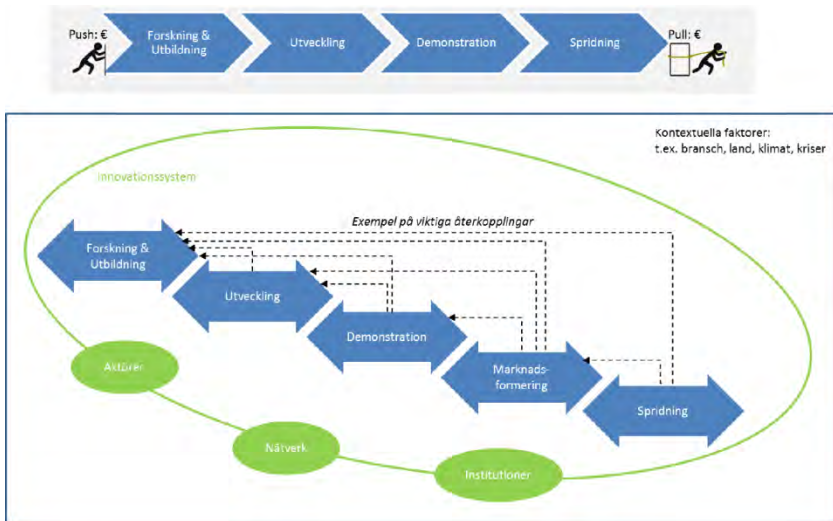 Push: €
Forskning &
Utbildning
Utveckling
Demonstration
Spridning
Pull: €
Kontextuella faktorer:
t.ex. bransch, land, klimat, kriser
Innovationssystem
Exempel på viktiga återkopplingar
Forskning &
Utbildning
Utveckling
Demonstration
Marknads-
formering
Spridning
Aktörer
Nätverk
Institutioner